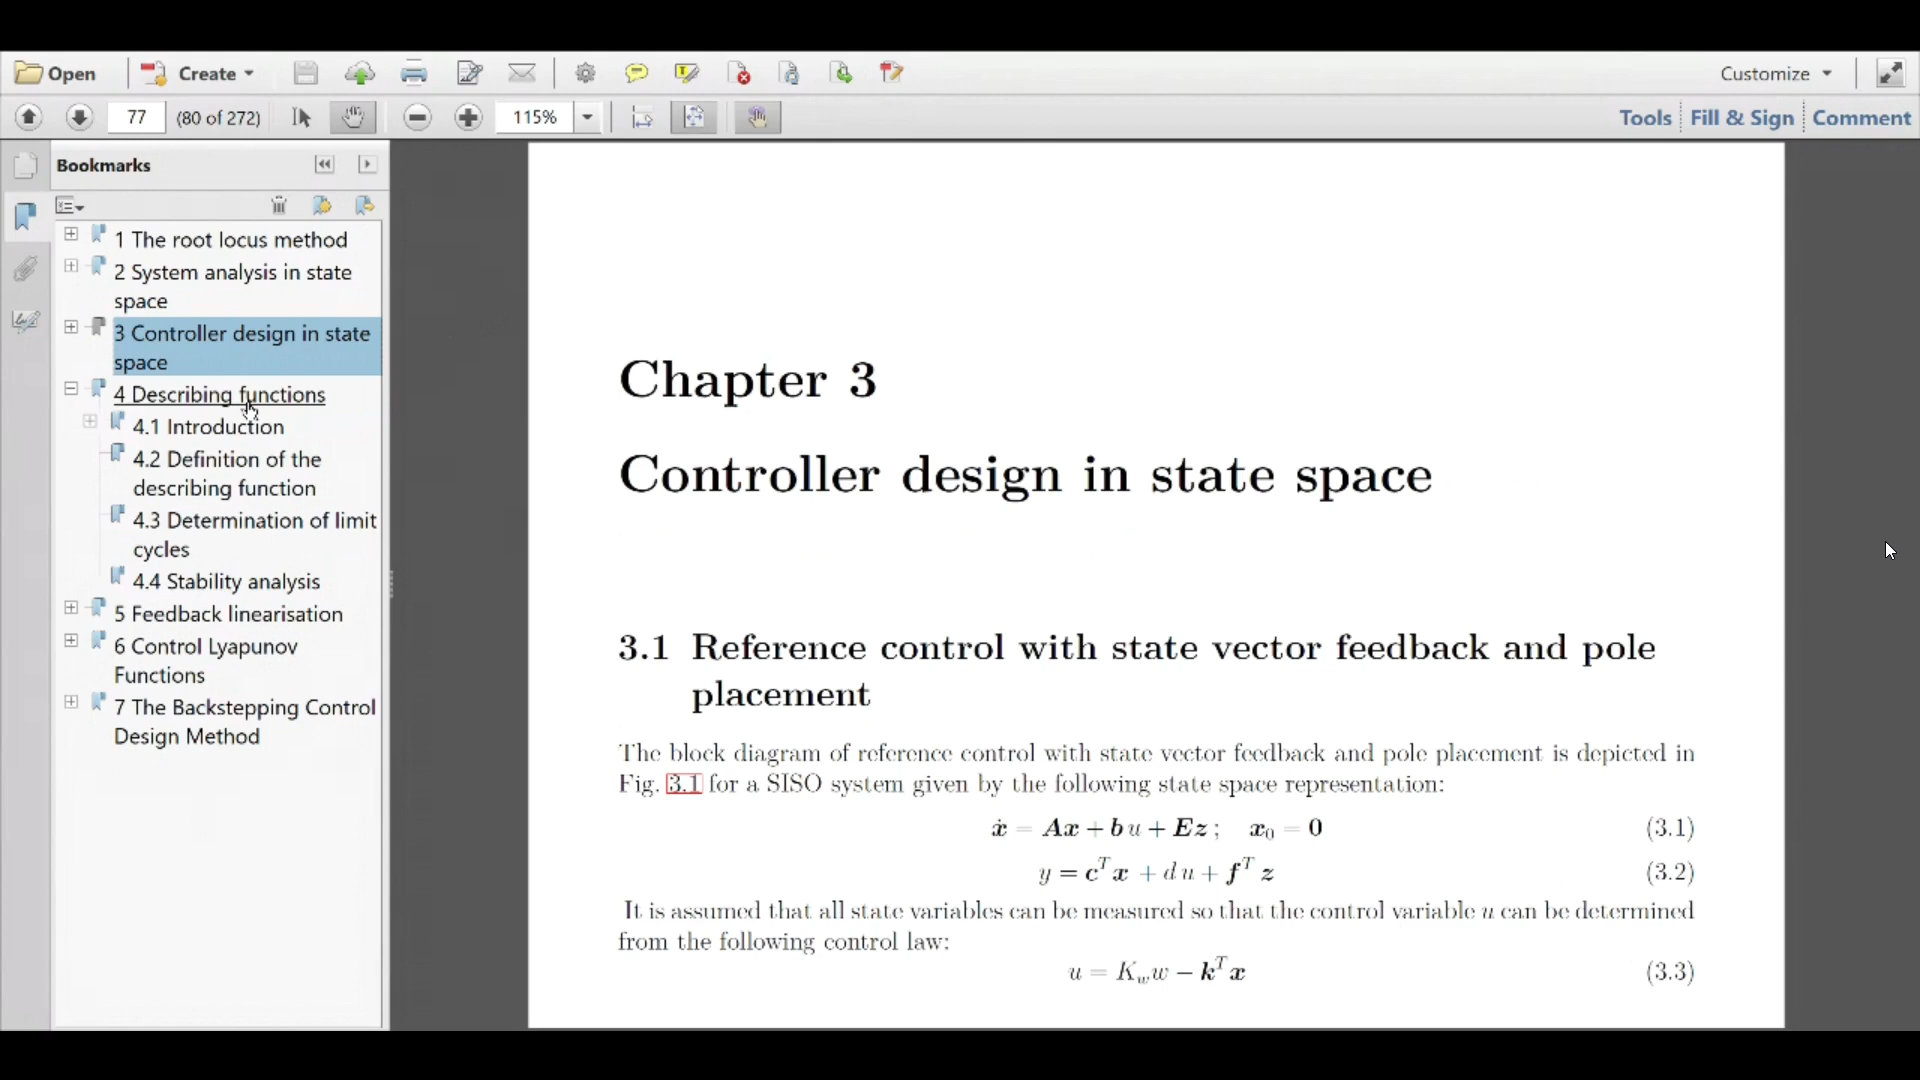 Open
Create
Customize
77
(80 of 272)
115%
Tools
Fill & Sign
Comment
Bookmarks
1 The root locus method
2 System analysis in state
space
3 Controller design in state
space
4 Describing functions
4.1 Introduction
4.2 Definition of the
describing function
4.3 Determination of limit
cycles
4.4 Stability analysis
5 Feedback linearisation
6 Control Lyapunov
Functions
7 The Backstepping Control
Design Method
Chapter 3
Controller design in state space
3.1 Reference control with state vector feedback and pole
placement
The block diagram of reference control with state vector feedback and pole placement is depicted in
Fig. 3.1 for a SISO system given by the following state space representation:
ẋ = Ax + bu + Ez ; x₀ = 0 (3.1)
y = cᵀx + du + fᵀz (3.2)
It is assumed that all state variables can be measured so that the control variable u can be determined
from the following control law:
u = K_w w − kᵀx (3.3)